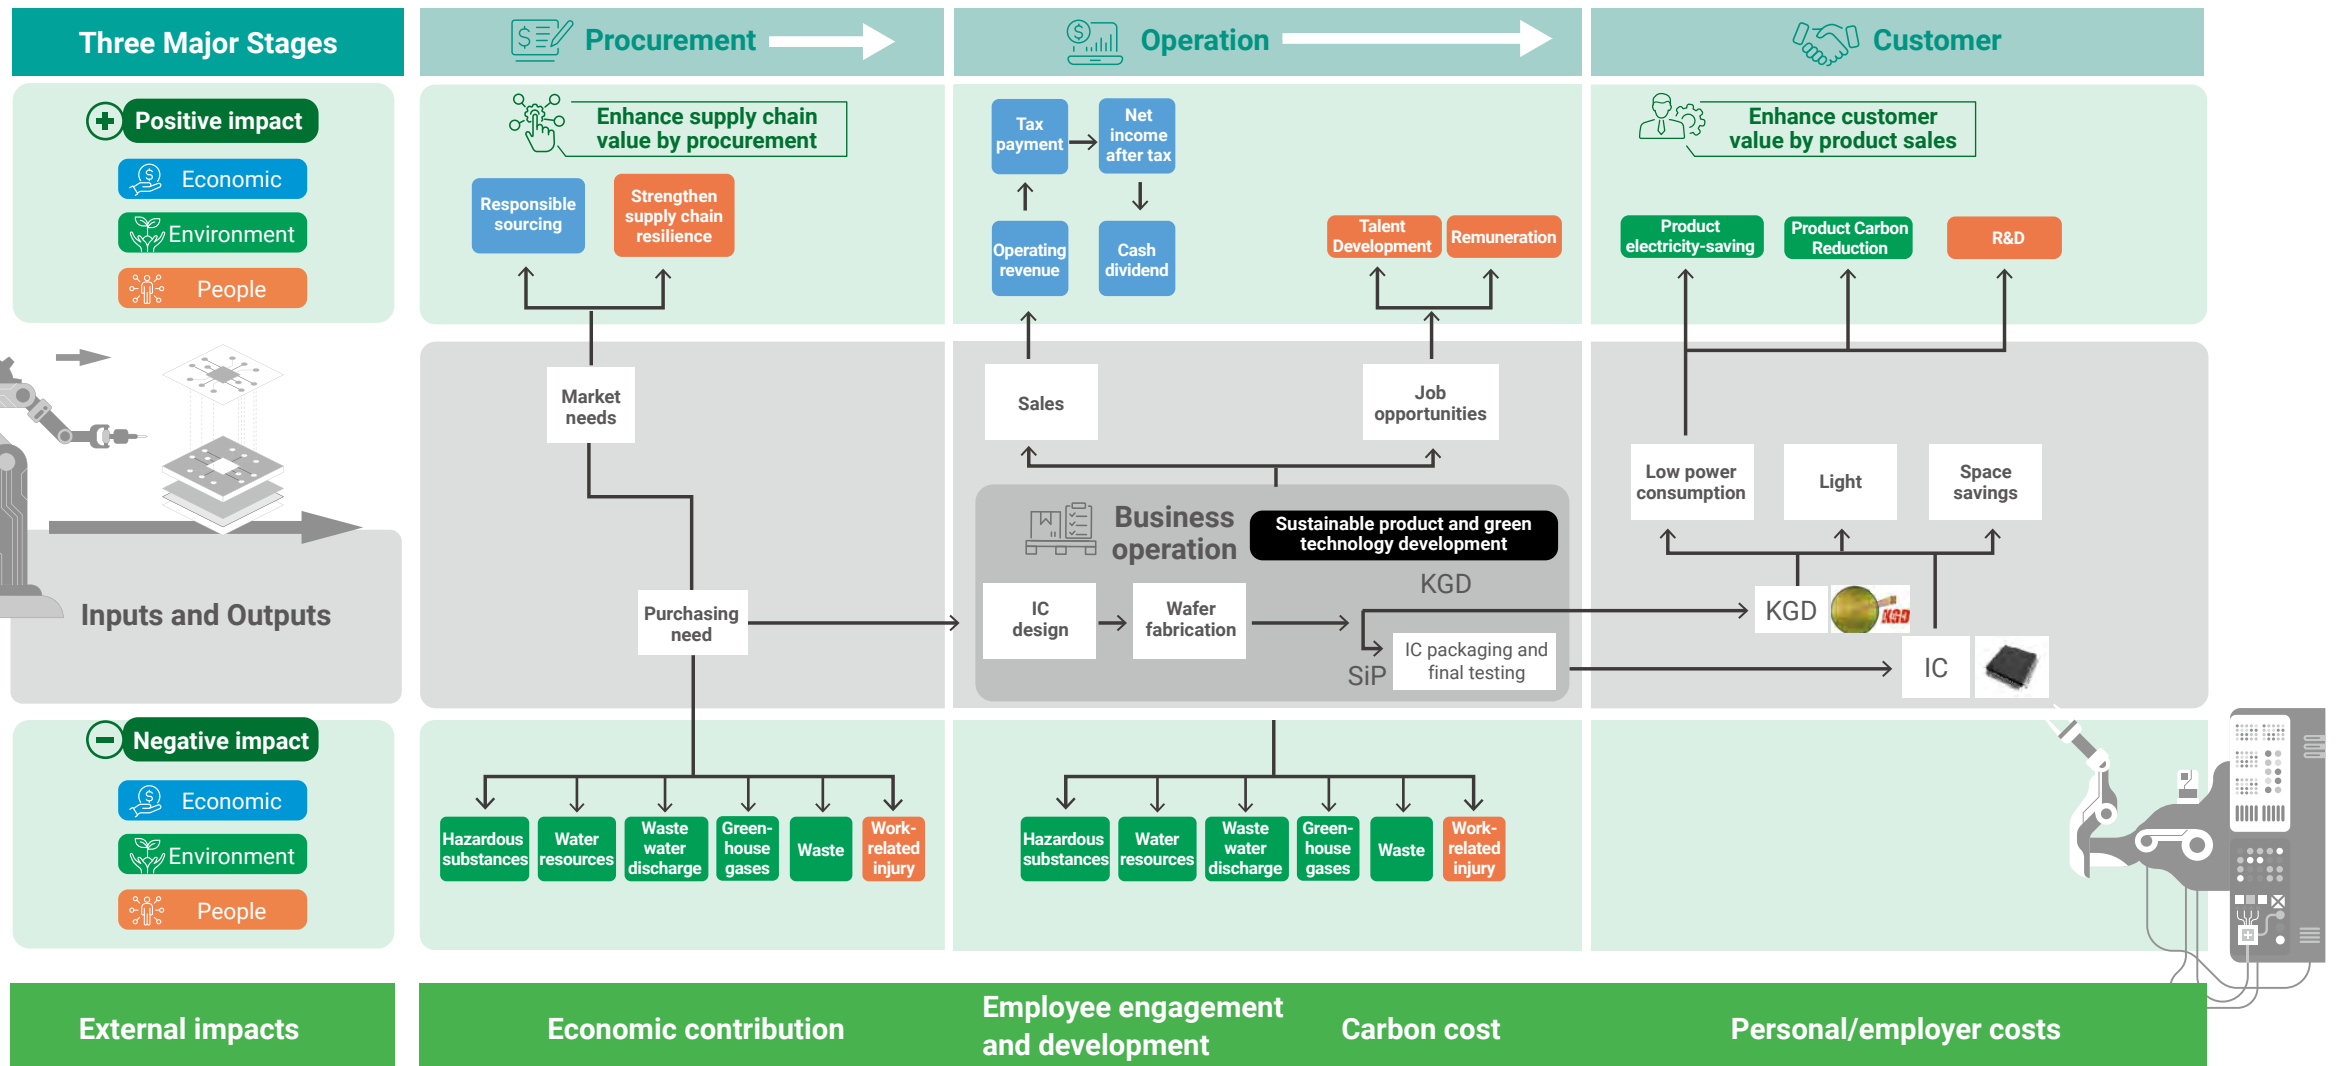 Three Major Stages
Procurement
Operation
Customer
Positive impact
Economic
Environment
People
Enhance supply chain
value by procurement
Responsible
sourcing
Strengthen
supply chain
resilience
Tax
payment
Net
income
after tax
Operating
revenue
Cash
dividend
Talent
Development
Remuneration
Enhance customer
value by product sales
Product
electricity-saving
Product Carbon
Reduction
R&D
Inputs and Outputs
Market
needs
Purchasing
need
Sales
Job
opportunities
Business
operation
Sustainable product and green
technology development
KGD
IC
design
Wafer
fabrication
SiP
IC packaging and
final testing
Low power
consumption
Light
Space
savings
KGD
KGD
IC
Negative impact
Economic
Environment
People
Hazardous
substances
Water
resources
Waste
water
discharge
Green-
house
gases
Waste
Work-
related
injury
Hazardous
substances
Water
resources
Waste
water
discharge
Green-
house
gases
Waste
Work-
related
injury
External impacts
Economic contribution
Employee engagement
and development
Carbon cost
Personal/employer costs